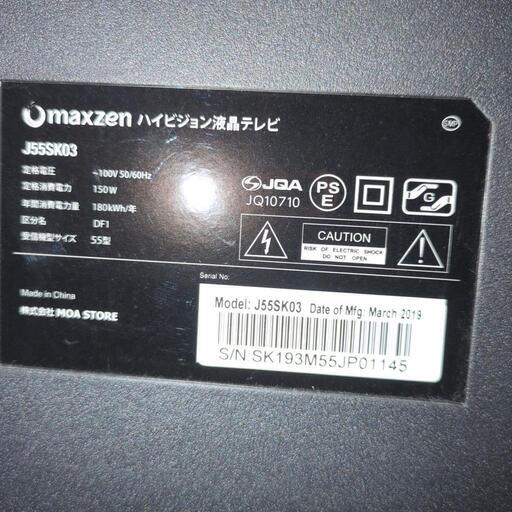 maxzen ハイビジョン液晶テレビ
SMP
J55SK03
定格電圧 ~100V 50/60Hz
定格消費電力 150W
年間消費電力量 180kWh/年
区分名 DF1
受信機型サイズ 55型
JQA
JQ10710
PS
E
G
CAUTION
RISK OF ELECTRIC SHOCK
DO NOT OPEN
Serial No:
Made in China
株式会社 MOA STORE
Model: J55SK03 Date of Mfg: March 2019
S/N:SK193M55JP01145